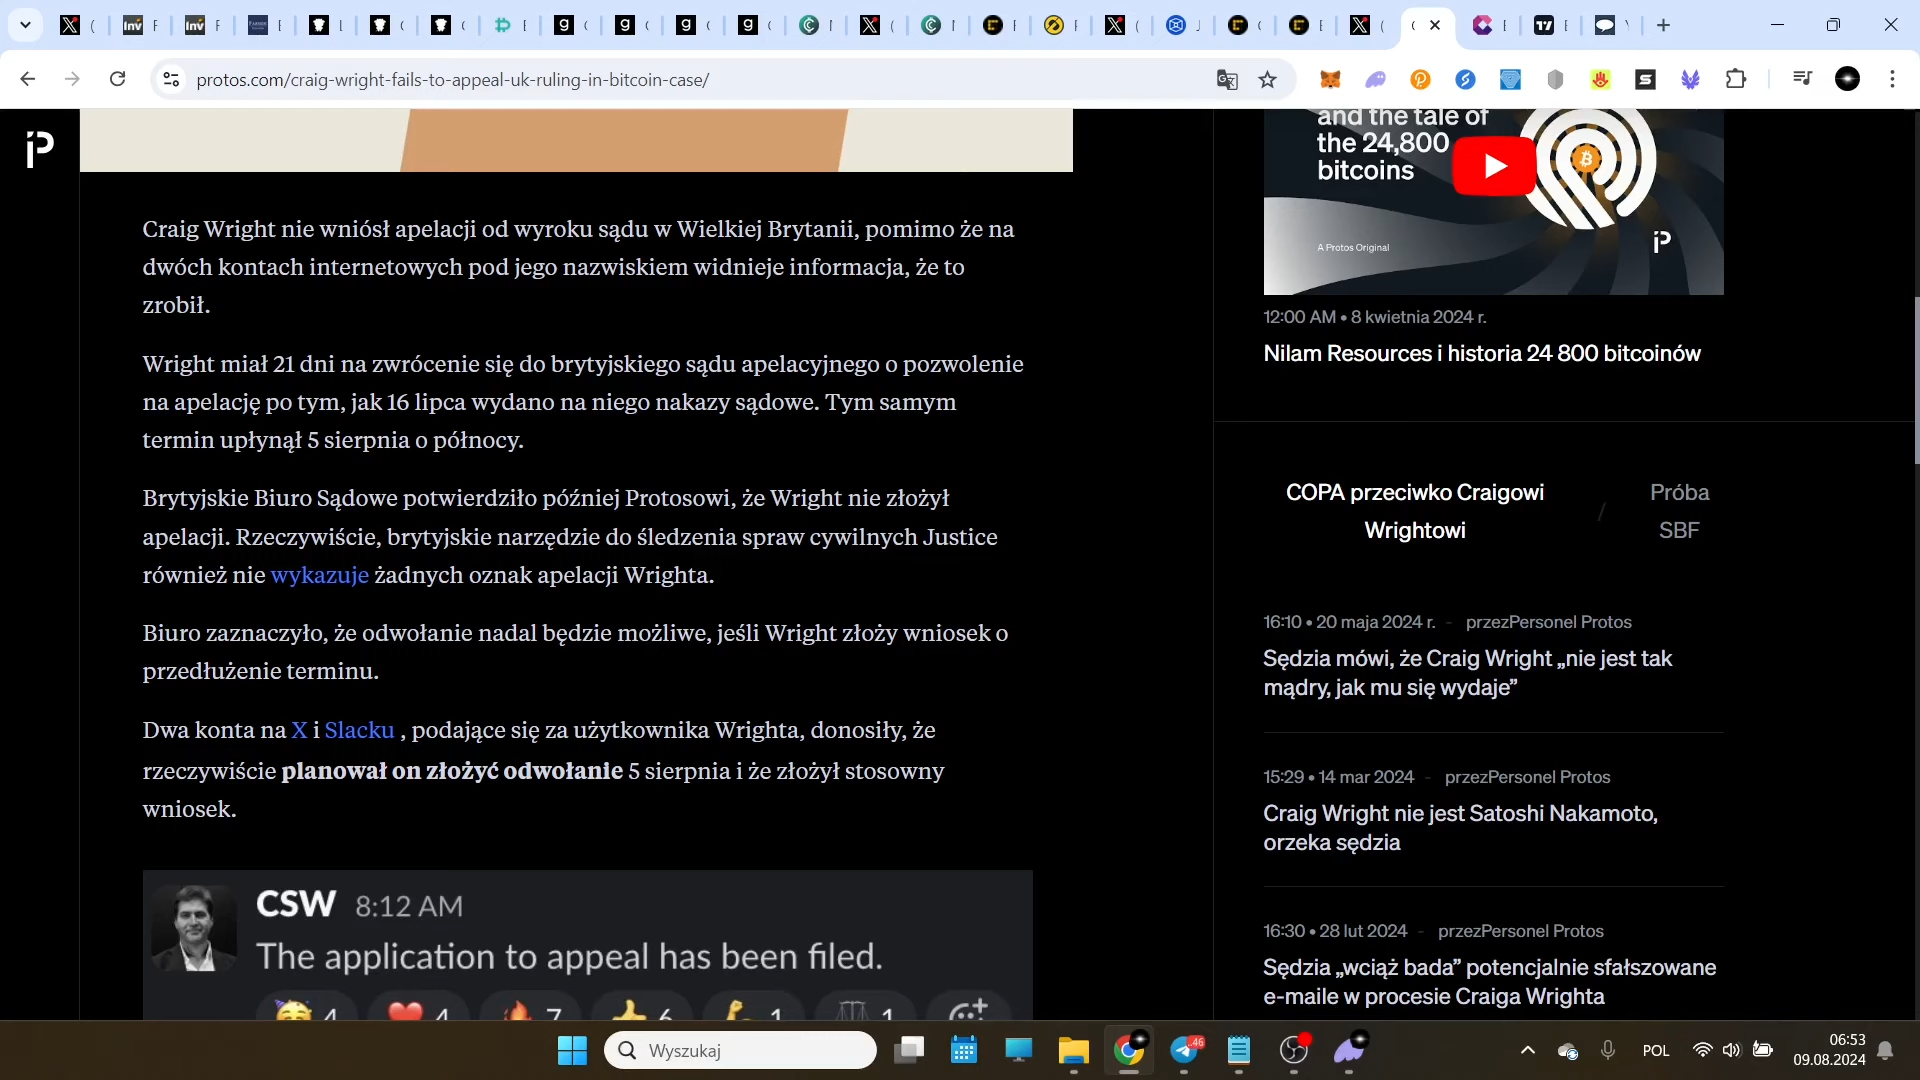 protos.com/craig-wright-fails-to-appeal-uk-ruling-in-bitcoin-case/
Craig Wright nie wniósł apelacji od wyroku sądu w Wielkiej Brytanii, pomimo że na
dwóch kontach internetowych pod jego nazwiskiem widnieje informacja, że to
zrobił.
Wright miał 21 dni na zwrócenie się do brytyjskiego sądu apelacyjnego o pozwolenie
na apelację po tym, jak 16 lipca wydano na niego nakazy sądowe. Tym samym
termin upłynął 5 sierpnia o północy.
Brytyjskie Biuro Sądowe potwierdziło później Protosowi, że Wright nie złożył
apelacji. Rzeczywiście, brytyjskie narzędzie do śledzenia spraw cywilnych Justice
również nie wykazuje żadnych oznak apelacji Wrighta.
Biuro zaznaczyło, że odwołanie nadal będzie możliwe, jeśli Wright złoży wniosek o
przedłużenie terminu.
Dwa konta na X i Slacku , podające się za użytkownika Wrighta, donosiły, że
rzeczywiście planował on złożyć odwołanie 5 sierpnia i że złożył stosowny
wniosek.
CSW 8:12 AM
The application to appeal has been filed.
4 4 7 6 1 1
and the tale of
the 24,800
bitcoins
A Protos Original
12:00 AM • 8 kwietnia 2024 r.
Nilam Resources i historia 24 800 bitcoinów
COPA przeciwko Craigowi
Wrightowi
/
Próba
SBF
16:10 • 20 maja 2024 r. - przezPersonel Protos
Sędzia mówi, że Craig Wright „nie jest tak
mądry, jak mu się wydaje”
15:29 • 14 mar 2024 - przezPersonel Protos
Craig Wright nie jest Satoshi Nakamoto,
orzeka sędzia
16:30 • 28 lut 2024 - przezPersonel Protos
Sędzia „wciąż bada” potencjalnie sfałszowane
e-maile w procesie Craiga Wrighta
Wyszukaj
46
POL
06:53
09.08.2024